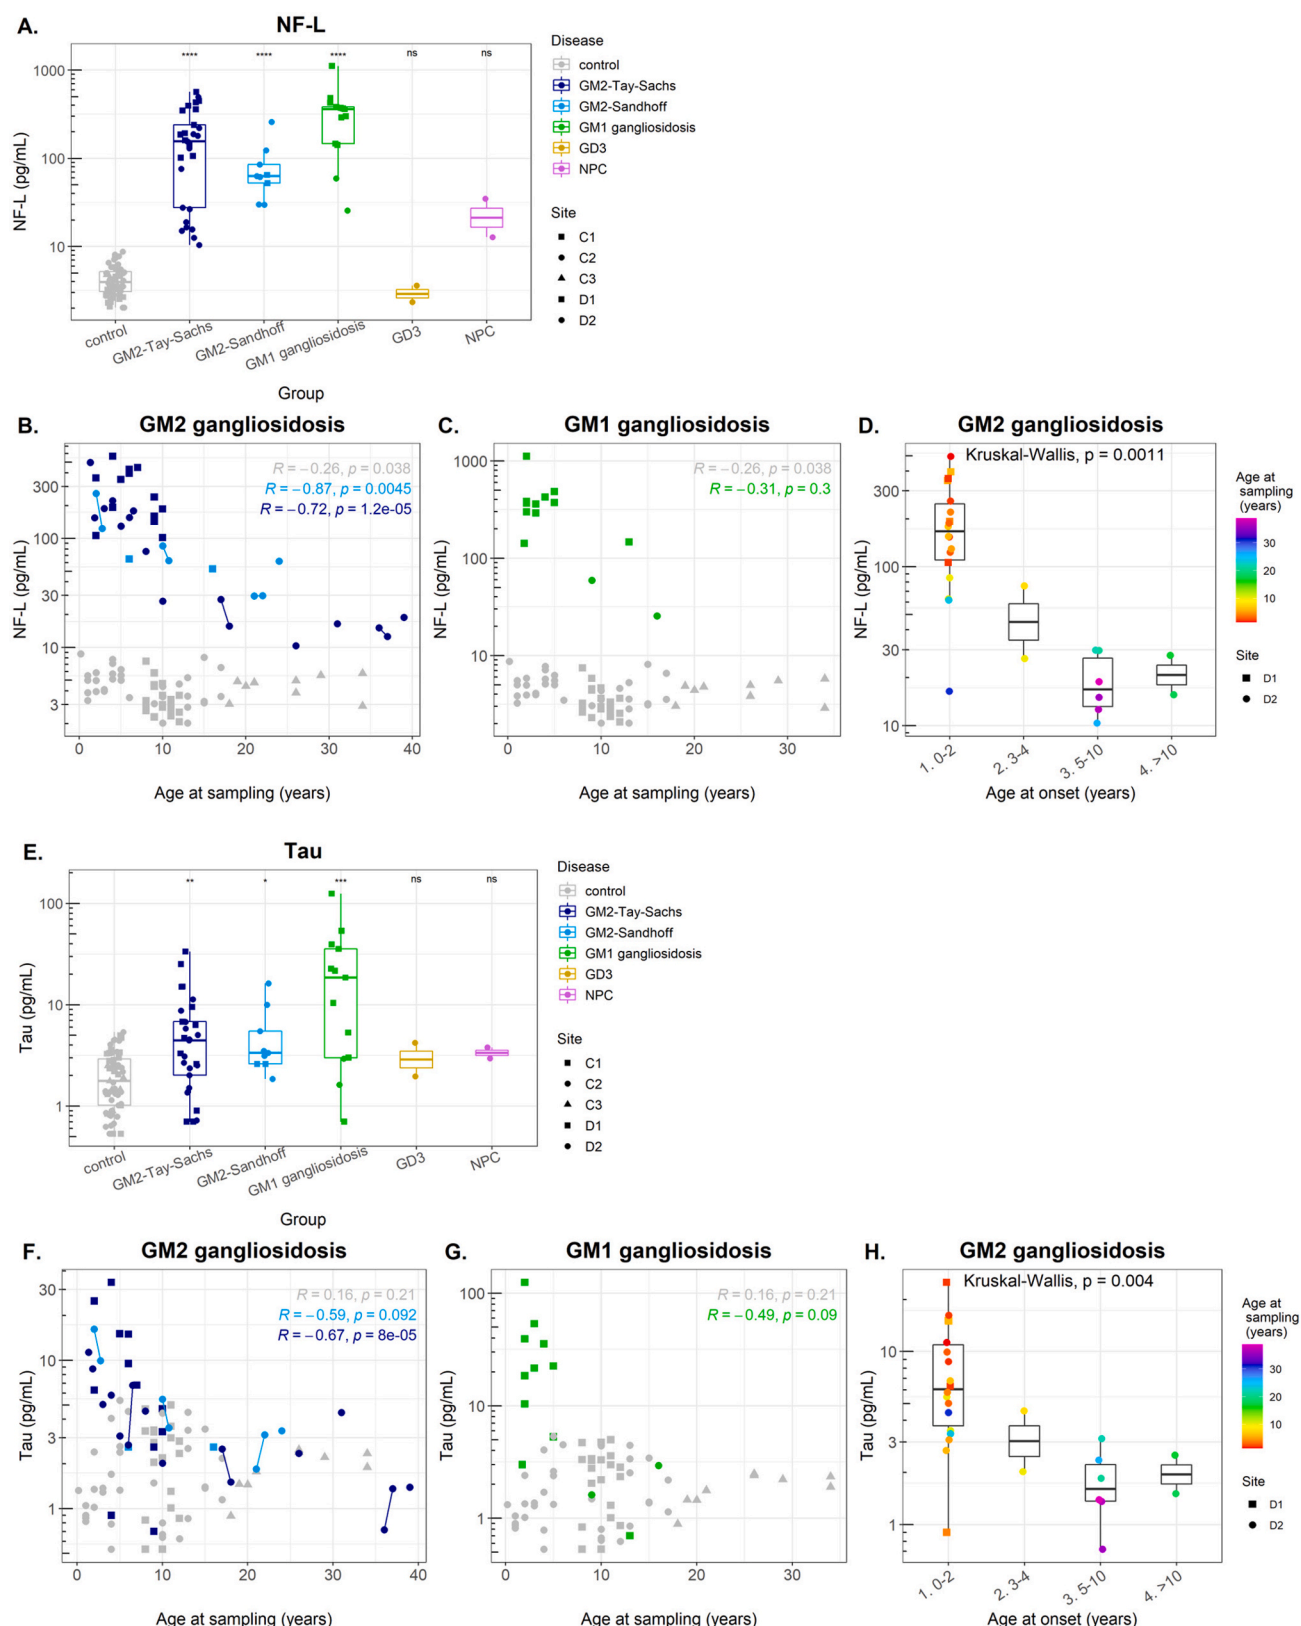 A.
NF-L
**** **** **** ns ns
1000
100
10
NF-L (pg/mL)
control GM2-Tay-Sachs GM2-Sandhoff GM1 gangliosidosis GD3 NPC
Group
Disease
control
GM2-Tay-Sachs
GM2-Sandhoff
GM1 gangliosidosis
GD3
NPC
Site
C1
C2
C3
D1
D2
B.
GM2 gangliosidosis
R = −0.26, p = 0.038
R = −0.87, p = 0.0045
R = −0.72, p = 1.2e-05
300
100
30
10
3
NF-L (pg/mL)
0 10 20 30 40
Age at sampling (years)
C.
GM1 gangliosidosis
R = −0.26, p = 0.038
R = −0.31, p = 0.3
1000
100
10
NF-L (pg/mL)
0 10 20 30
Age at sampling (years)
D.
GM2 gangliosidosis
Kruskal-Wallis, p = 0.0011
300
100
30
10
NF-L (pg/mL)
1. 0-2 2. 3-4 3. 5-10 4. >10
Age at onset (years)
Age at
sampling
(years)
30
20
10
Site
D1
D2
E.
Tau
** * *** ns ns
100
10
1
Tau (pg/mL)
control GM2-Tay-Sachs GM2-Sandhoff GM1 gangliosidosis GD3 NPC
Group
Disease
control
GM2-Tay-Sachs
GM2-Sandhoff
GM1 gangliosidosis
GD3
NPC
Site
C1
C2
C3
D1
D2
F.
GM2 gangliosidosis
R = 0.16, p = 0.21
R = −0.59, p = 0.092
R = −0.67, p = 8e-05
30
10
3
1
Tau (pg/mL)
0 10 20 30 40
Age at sampling (years)
G.
GM1 gangliosidosis
R = 0.16, p = 0.21
R = −0.49, p = 0.09
100
10
1
Tau (pg/mL)
0 10 20 30
Age at sampling (years)
H.
GM2 gangliosidosis
Kruskal-Wallis, p = 0.004
10
3
1
Tau (pg/mL)
1. 0-2 2. 3-4 3. 5-10 4. >10
Age at onset (years)
Age at
sampling
(years)
30
20
10
Site
D1
D2